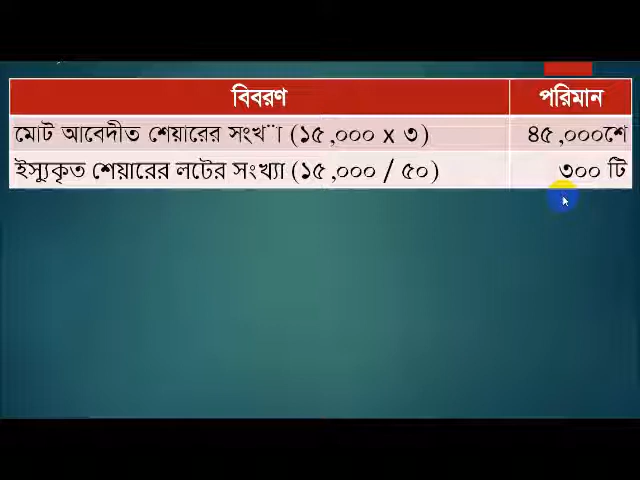 বিবরণ পরিমান
মোট আবেদীত শেয়ারের সংখ¨া (১৫,০০০ x ৩) ৪৫,০০০শে
ইস্যুকৃত শেয়ারের লটের সংখ্যা (১৫,০০০ / ৫০) ৩০০ টি